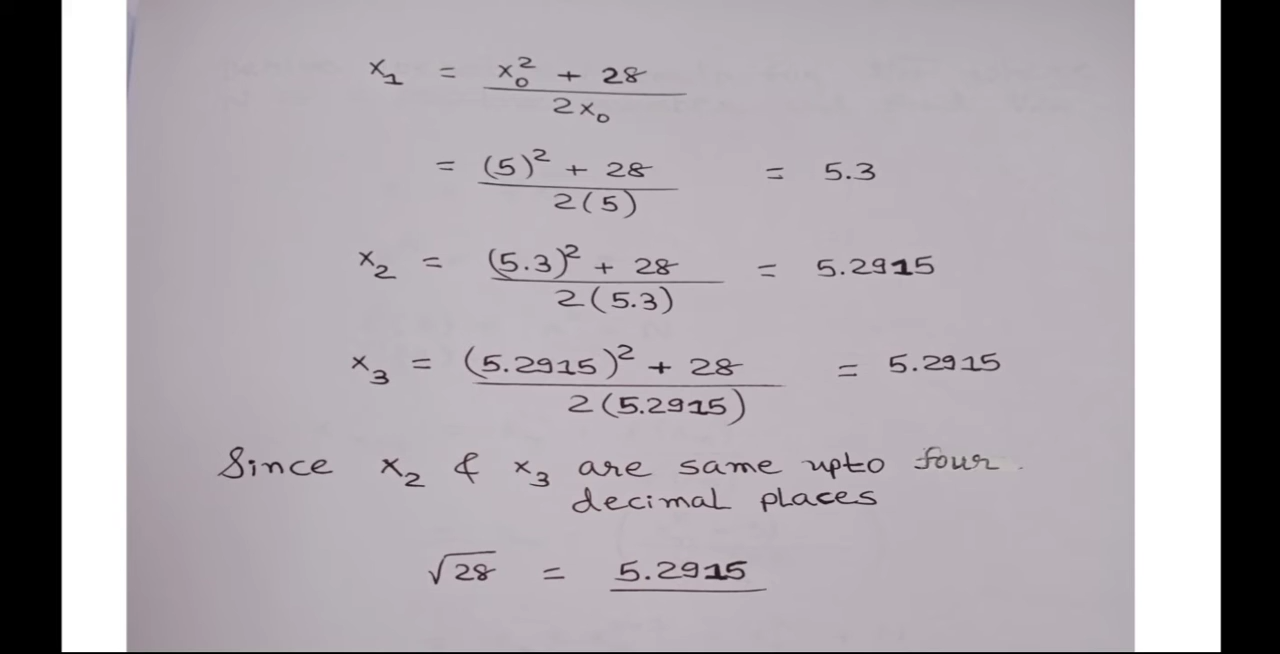 x₁ = x₀² + 28 / 2x₀
= (5)² + 28 / 2(5) = 5.3
x₂ = (5.3)² + 28 / 2(5.3) = 5.2915
x₃ = (5.2915)² + 28 / 2(5.2915) = 5.2915
Since x₂ & x₃ are same upto four
decimal places
√28 = 5.2915